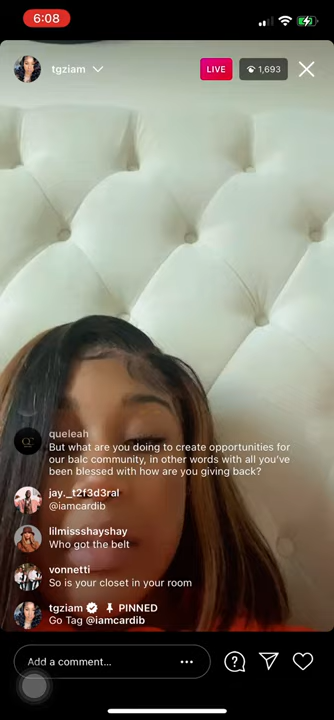 6:08
tgziam
LIVE
1,693
queleah
But what are you doing to create opportunities for
our balc community, in other words with all you've
been blessed with how are you giving back?
jay._t2f3d3ral
@iamcardib
lilmissshayshay
Who got the belt
vonnetti
So is your closet in your room
tgziam PINNED
Go Tag @iamcardib
Add a comment...